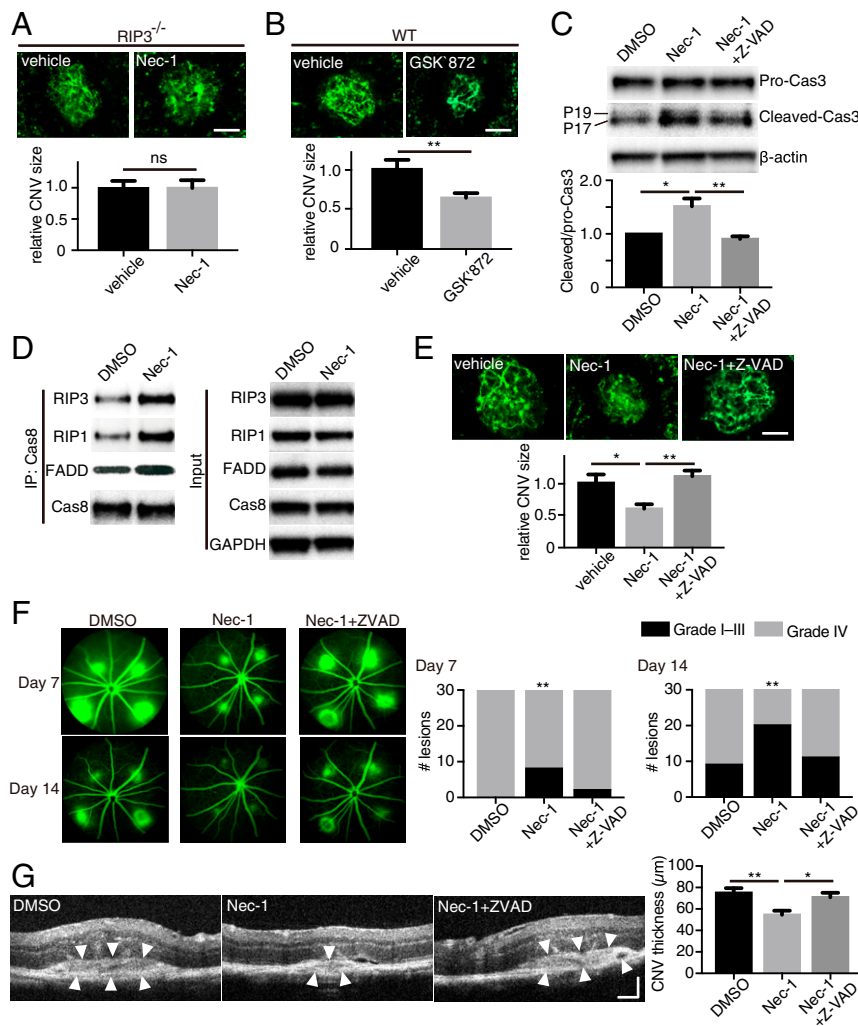 A
RIP3-/-
vehicle
Nec-1
ns
relative CNV size
1.0
0.5
0
vehicle
Nec-1
B
WT
vehicle
GSK`872
**
relative CNV size
1.0
0.5
0
vehicle
GSK'872
C
DMSO
Nec-1
Nec-1
+Z-VAD
Pro-Cas3
P19
P17
Cleaved-Cas3
β-actin
* **
Cleaved/pro-Cas3
2.0
1.0
0
DMSO
Nec-1
Nec-1
+Z-VAD
D
DMSO
Nec-1
IP: Cas8
RIP3
RIP1
FADD
Cas8
DMSO
Nec-1
Input
RIP3
RIP1
FADD
Cas8
GAPDH
E
vehicle
Nec-1
Nec-1+Z-VAD
* **
relative CNV size
1.0
0.5
0
vehicle
Nec-1
Nec-1
+Z-VAD
F
DMSO
Nec-1
Nec-1+ZVAD
Day 7
Day 14
Grade I–III
Grade IV
Day 7
**
# lesions
30
20
10
0
DMSO
Nec-1
Nec-1
+Z-VAD
Day 14
**
# lesions
30
20
10
0
DMSO
Nec-1
Nec-1
+Z-VAD
G
DMSO
Nec-1
Nec-1+ZVAD
** *
CNV thickness (µm)
100
80
60
40
20
0
DMSO
Nec-1
Nec-1
+Z-VAD